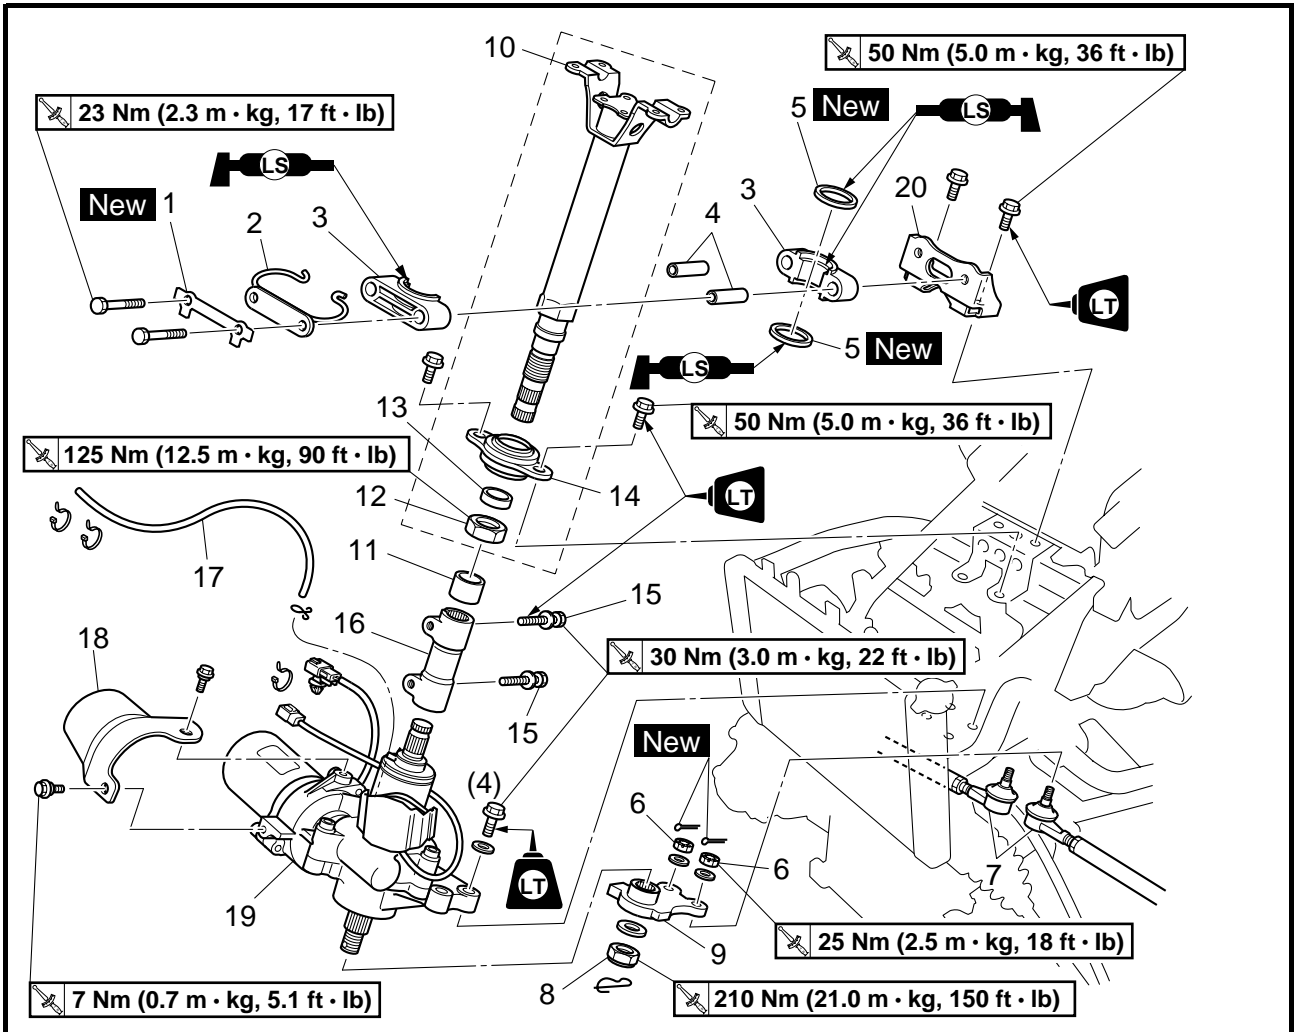 10
50 Nm (5.0 m · kg, 36 ft · lb)
23 Nm (2.3 m · kg, 17 ft · lb)
5 New
LS
LS
New 1
2
3
4
3
20
LT
5 New
LS
13
50 Nm (5.0 m · kg, 36 ft · lb)
125 Nm (12.5 m · kg, 90 ft · lb)
14
LT
12
17
11
15
16
18
30 Nm (3.0 m · kg, 22 ft · lb)
15
New
(4)
6
6
7
LT
19
9
25 Nm (2.5 m · kg, 18 ft · lb)
8
7 Nm (0.7 m · kg, 5.1 ft · lb)
210 Nm (21.0 m · kg, 150 ft · lb)